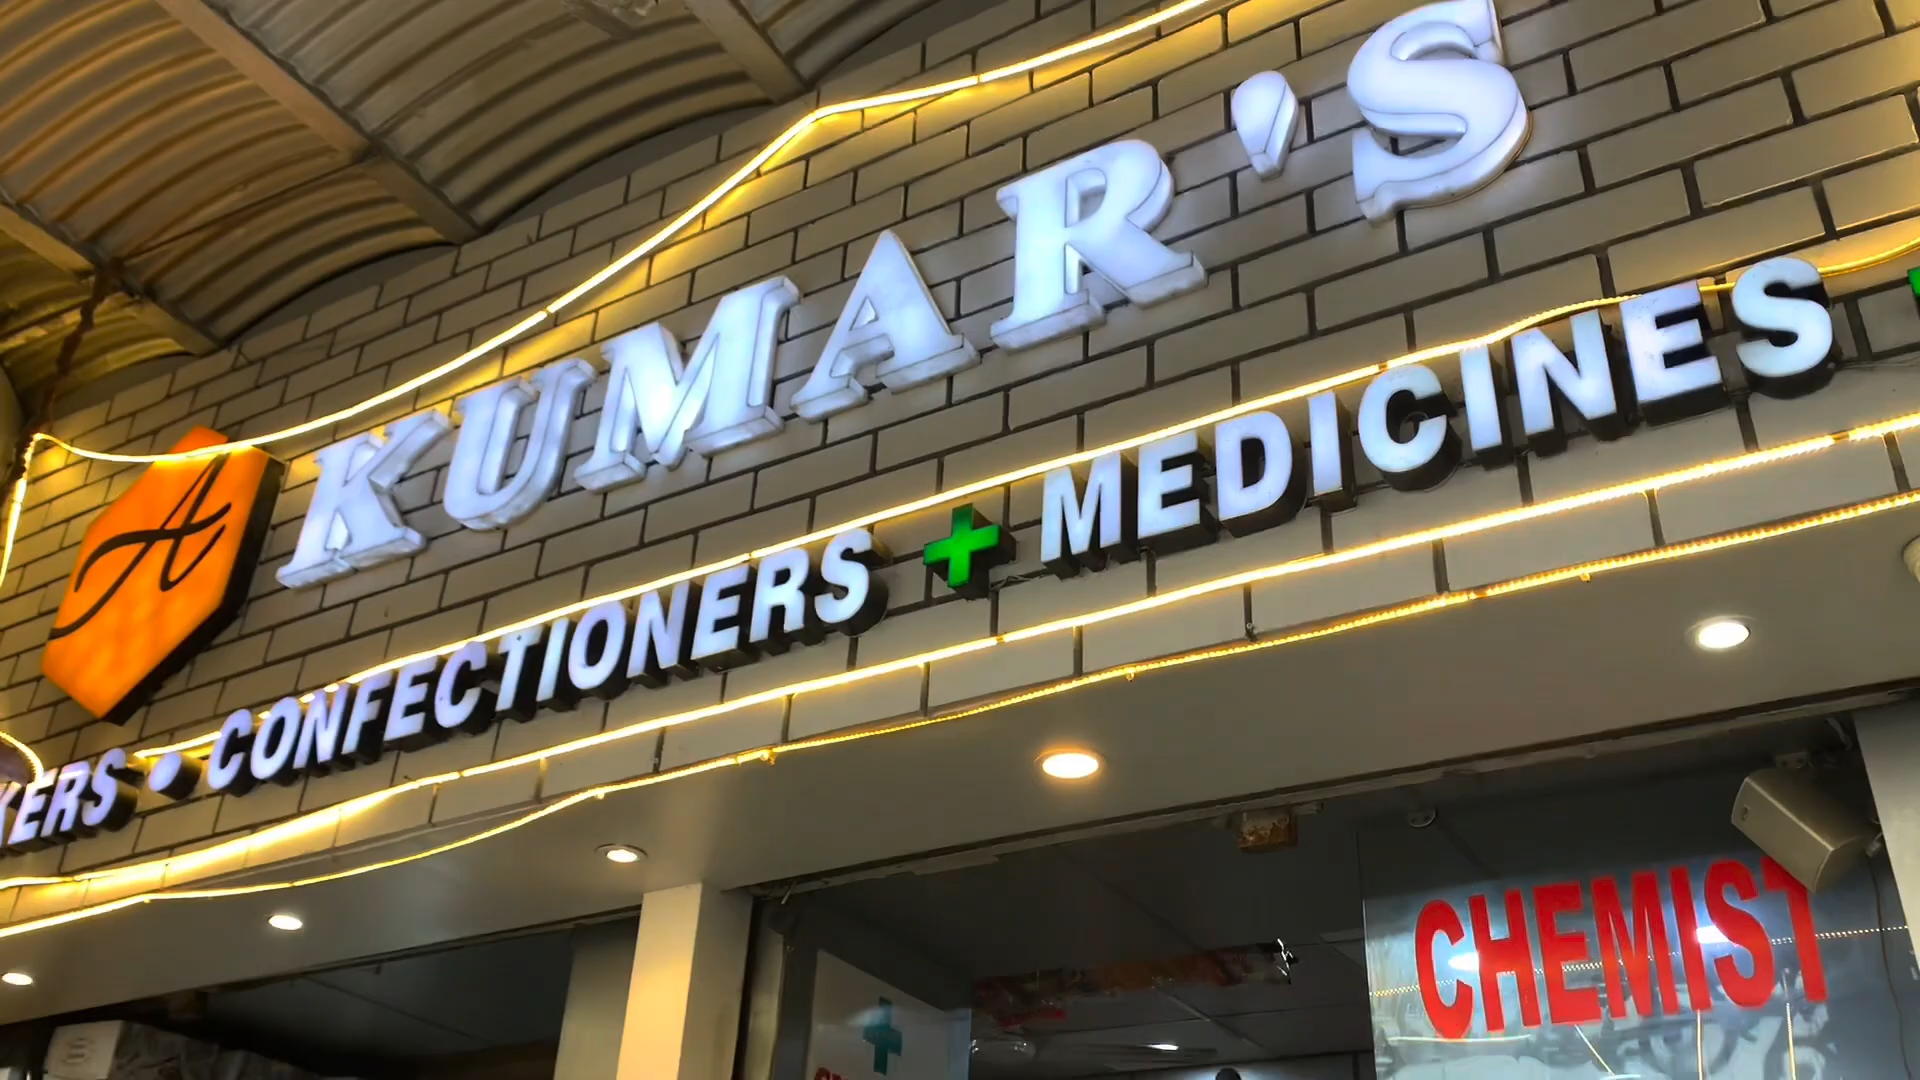 A KUMAR'S
KERS • CONFECTIONERS + MEDICINES
CHEMIST